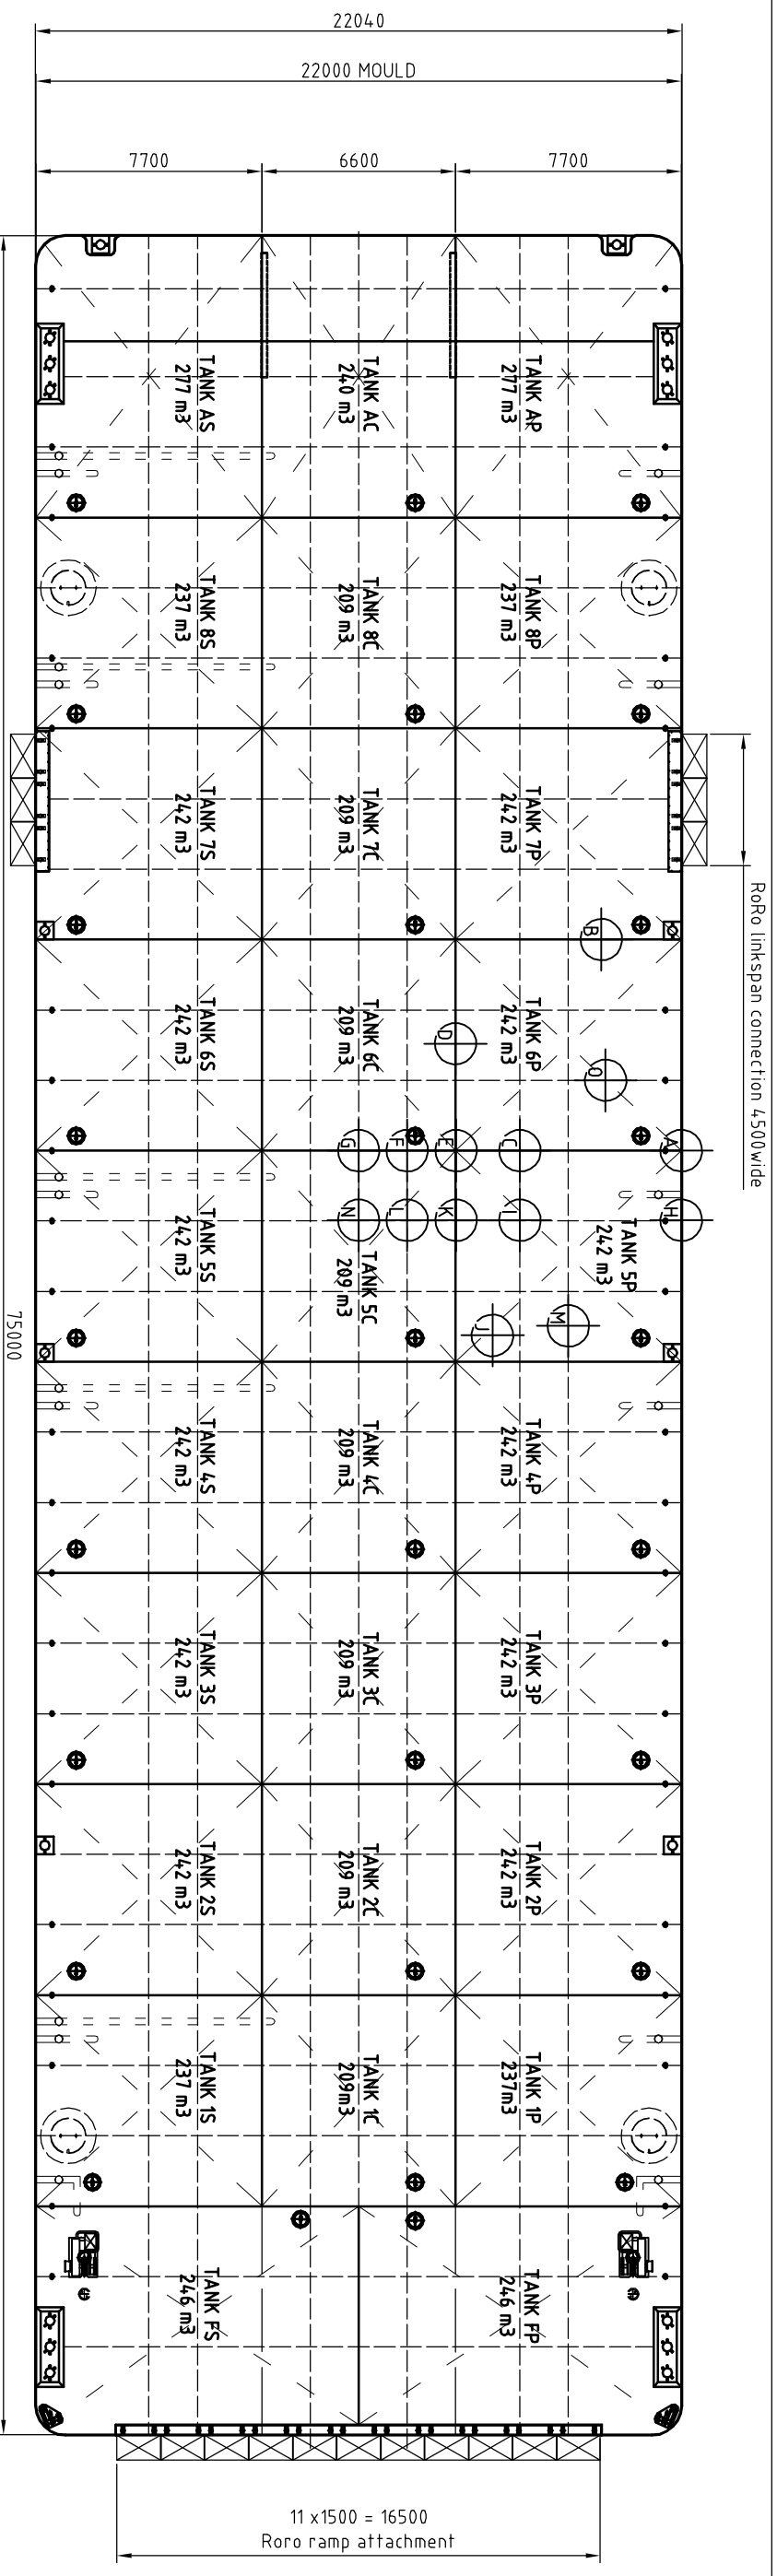 22040
22000 MOULD
7700
6600
7700
TANK AS
277 m3
TANK AC
240 m3
TANK AP
277 m3
TANK 8S
237 m3
TANK 8C
209 m3
TANK 8P
237 m3
TANK 7S
242 m3
TANK 7C
209 m3
TANK 7P
242 m3
RoRo linkspan connection 4500wide
B
TANK 6S
242 m3
TANK 6C
209 m3
TANK 6P
242 m3
D
O
G
F
E
C
A
N
L
K
I
H
TANK 5S
242 m3
TANK 5C
209 m3
TANK 5P
242 m3
J
M
75000
TANK 4S
242 m3
TANK 4C
209 m3
TANK 4P
242 m3
TANK 3S
242 m3
TANK 3C
209 m3
TANK 3P
242 m3
TANK 2S
242 m3
TANK 2C
209 m3
TANK 2P
242 m3
TANK 1S
237 m3
TANK 1C
209m3
TANK 1P
237m3
TANK FS
246 m3
TANK FP
246 m3
11 x1500 = 16500
Roro ramp attachment